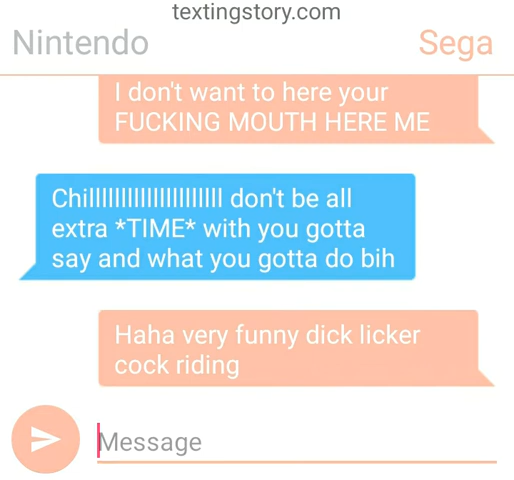 textingstory.com
Nintendo
Sega
I don't want to here your
FUCKING MOUTH HERE ME
Chilllllllllllllllllllllll don't be all
extra *TIME* with you gotta
say and what you gotta do bih
Haha very funny dick licker
cock riding
Message